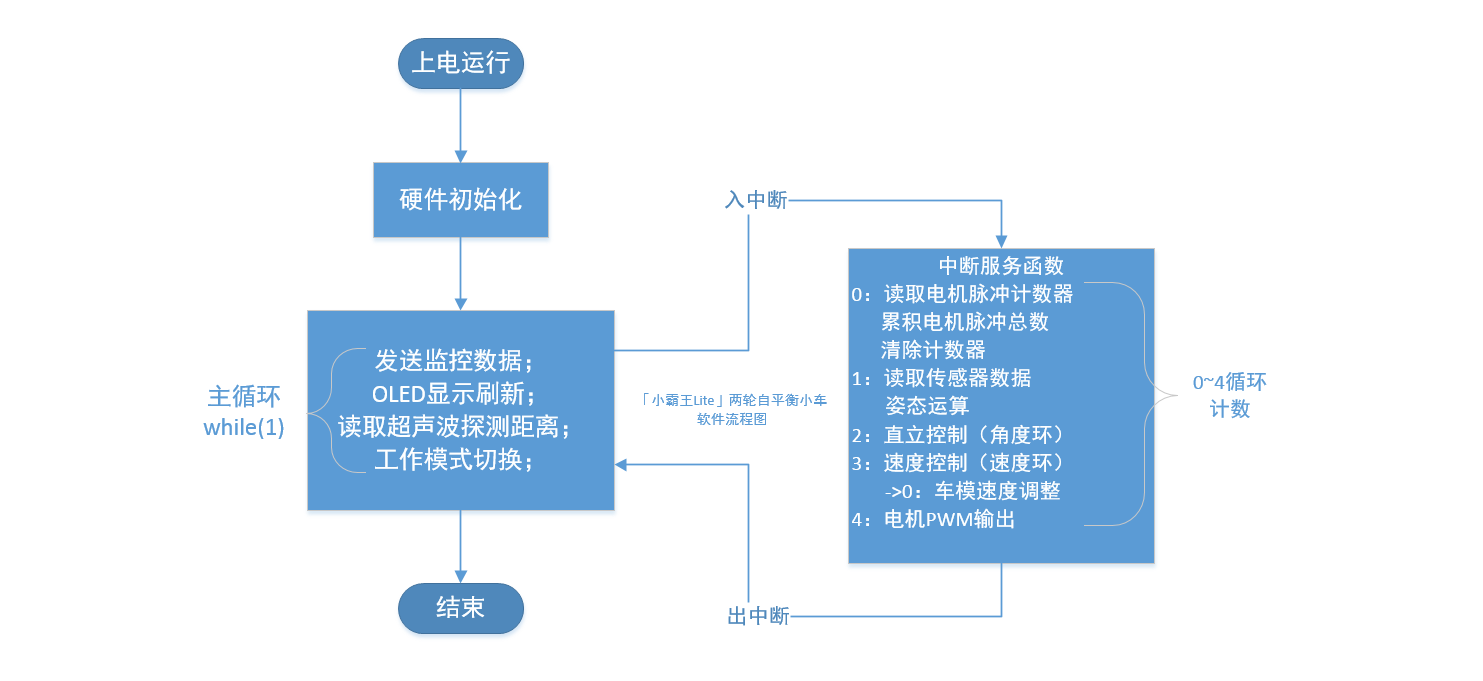 上电运行
硬件初始化
主循环
while(1)
发送监控数据；
OLED显示刷新；
读取超声波探测距离；
工作模式切换；
结束
入中断
「小霸王Lite」两轮自平衡小车
软件流程图
出中断
中断服务函数
0：读取电机脉冲计数器
累积电机脉冲总数
清除计数器
1：读取传感器数据
姿态运算
2：直立控制（角度环）
3：速度控制（速度环）
->0：车模速度调整
4：电机PWM输出
0~4循环
计数